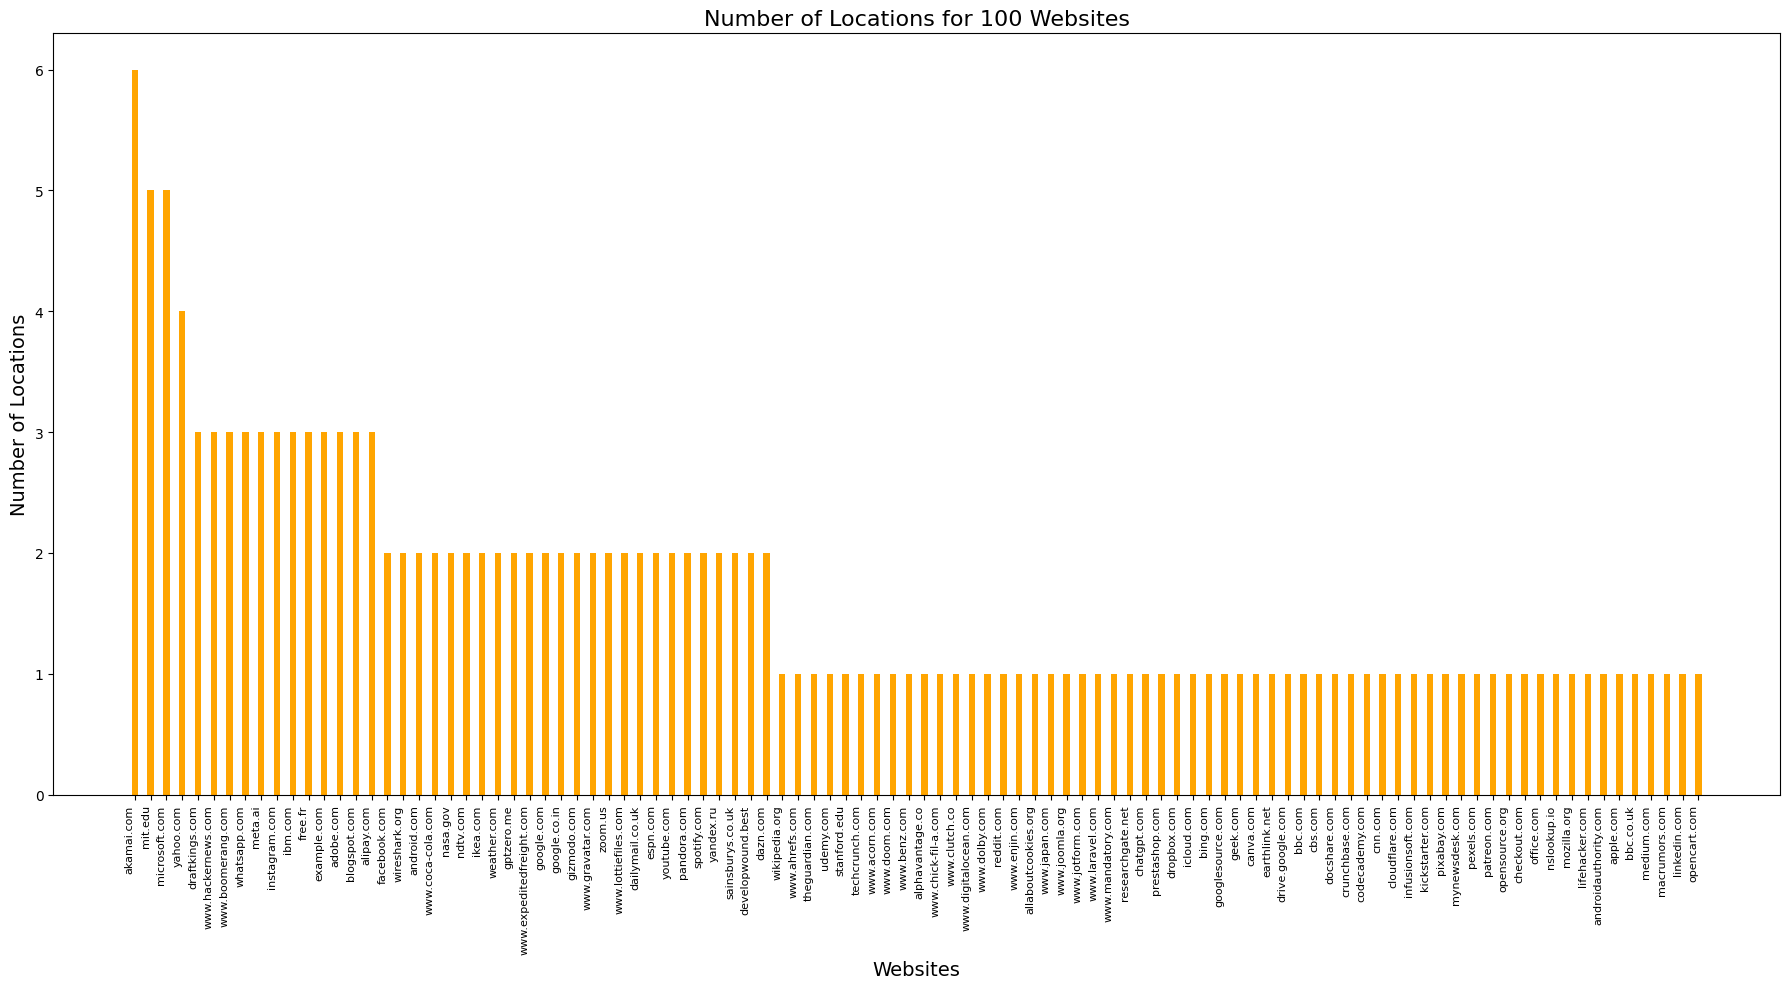 Number of Locations for 100 Websites
Number of Locations
6
5
4
3
2
1
0
akamai.com
mit.edu
microsoft.com
yahoo.com
draftkings.com
www.hackernews.com
www.boomerang.com
whatsapp.com
meta.ai
instagram.com
ibm.com
free.fr
example.com
adobe.com
blogspot.com
alipay.com
facebook.com
wireshark.org
android.com
www.coca-cola.com
nasa.gov
ndtv.com
ikea.com
weather.com
gptzero.me
www.expeditedfreight.com
google.com
google.co.in
gizmodo.com
www.gravatar.com
zoom.us
www.lottiefiles.com
dailymail.co.uk
espn.com
youtube.com
pandora.com
spotify.com
yandex.ru
sainsburys.co.uk
developwound.best
dazn.com
wikipedia.org
www.ahrefs.com
theguardian.com
udemy.com
stanford.edu
techcrunch.com
www.acorn.com
www.doom.com
www.benz.com
alphavantage.co
www.chick-fil-a.com
www.clutch.co
www.digitalocean.com
www.dolby.com
reddit.com
www.enjin.com
allaboutcookies.org
www.japan.com
www.joomla.org
www.jotform.com
www.laravel.com
www.mandatory.com
researchgate.net
chatgpt.com
prestashop.com
dropbox.com
icloud.com
bing.com
googlesource.com
geek.com
canva.com
earthlink.net
drive.google.com
bbc.com
cbs.com
docshare.com
crunchbase.com
codecademy.com
cnn.com
cloudflare.com
infusionsoft.com
kickstarter.com
pixabay.com
mynewsdesk.com
pexels.com
patreon.com
opensource.org
checkout.com
office.com
nslookup.io
mozilla.org
lifehacker.com
androidauthority.com
apple.com
bbc.co.uk
medium.com
macrumors.com
linkedin.com
opencart.com
Websites